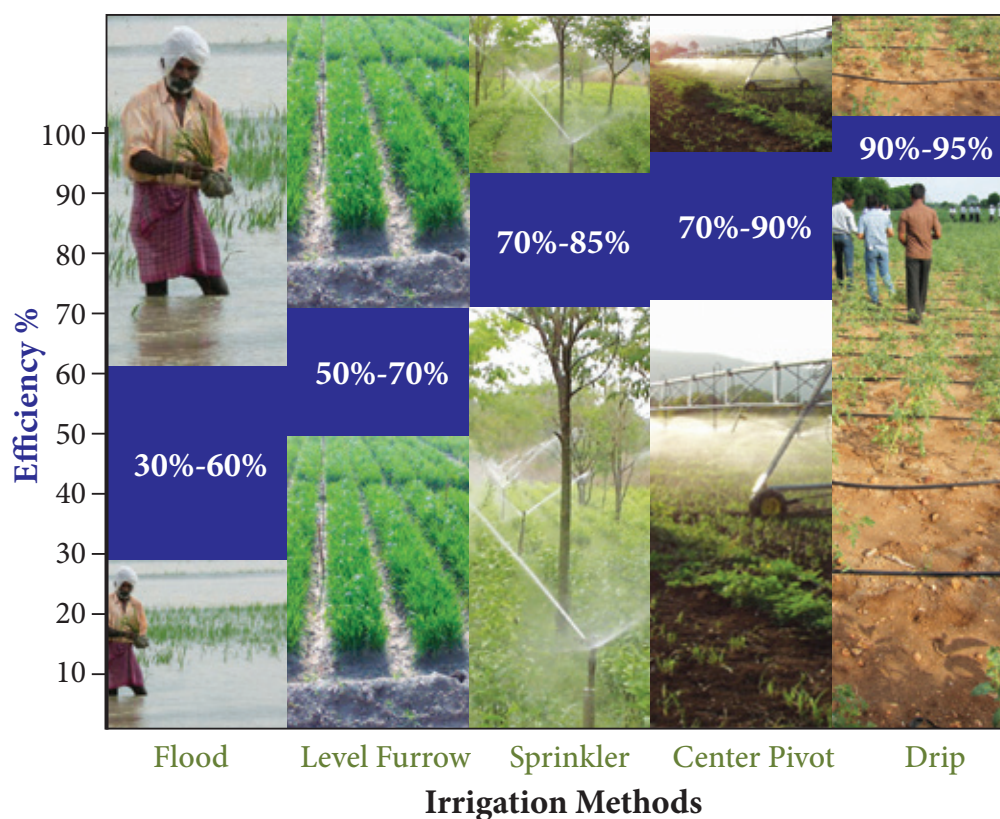 100
90
80
70
60
50
40
30
20
10
Efficiency %
30%-60%
50%-70%
70%-85%
70%-90%
90%-95%
Flood
Level Furrow
Sprinkler
Center Pivot
Drip
Irrigation Methods